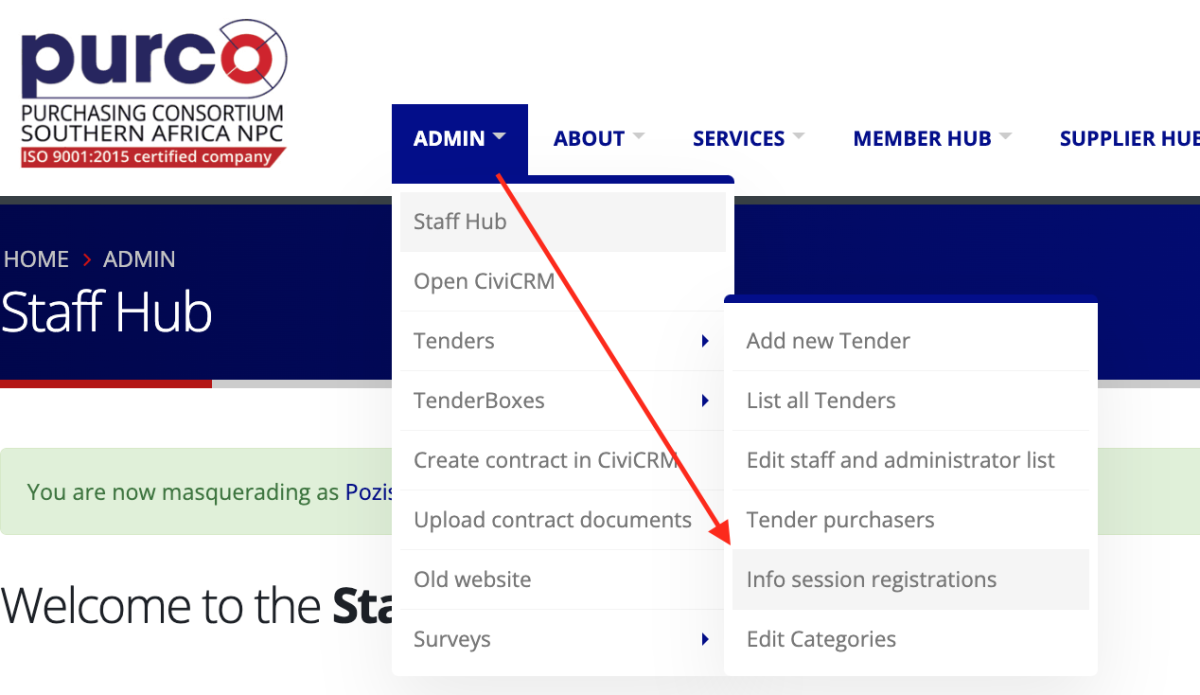 purco
PURCHASING CONSORTIUM
SOUTHERN AFRICA NPC
ISO 9001:2015 certified company
ADMIN
ABOUT
SERVICES
MEMBER HUB
SUPPLIER HUB
HOME > ADMIN
Staff Hub
Staff Hub
Open CiviCRM
Tenders
TenderBoxes
Create contract in CiviCRM
Upload contract documents
Old website
Surveys
Add new Tender
List all Tenders
Edit staff and administrator list
Tender purchasers
Info session registrations
Edit Categories
You are now masquerading as
Welcome to the